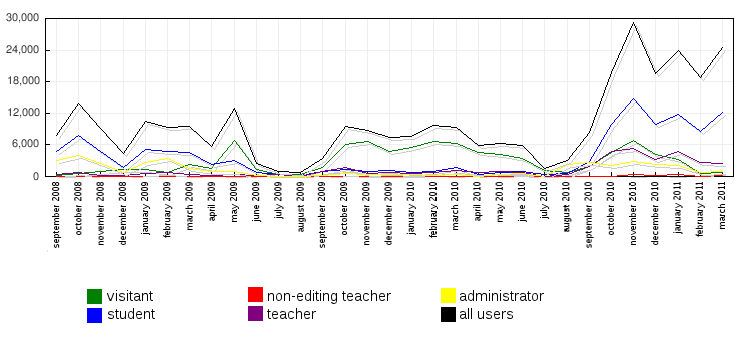 30,000
24,000
18,000
12,000
6,000
0
september 2008
october 2008
november 2008
december 2008
january 2009
february 2009
march 2009
april 2009
may 2009
june 2009
july 2009
august 2009
september 2009
october 2009
november 2009
december 2009
january 2010
february 2010
march 2010
april 2010
may 2010
june 2010
july 2010
august 2010
september 2010
october 2010
november 2010
december 2010
january 2011
february 2011
march 2011
visitant non-editing teacher administrator
student teacher all users